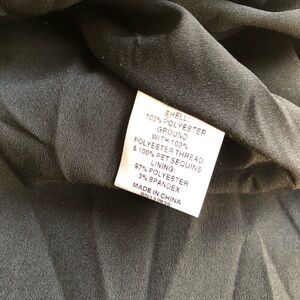 SHELL:
100% POLYESTER
GROUND
WITH 100%
POLYESTER THREAD
& 100% PET SEQUINS
LINING:
97% POLYESTER
3% SPANDEX
MADE IN CHINA